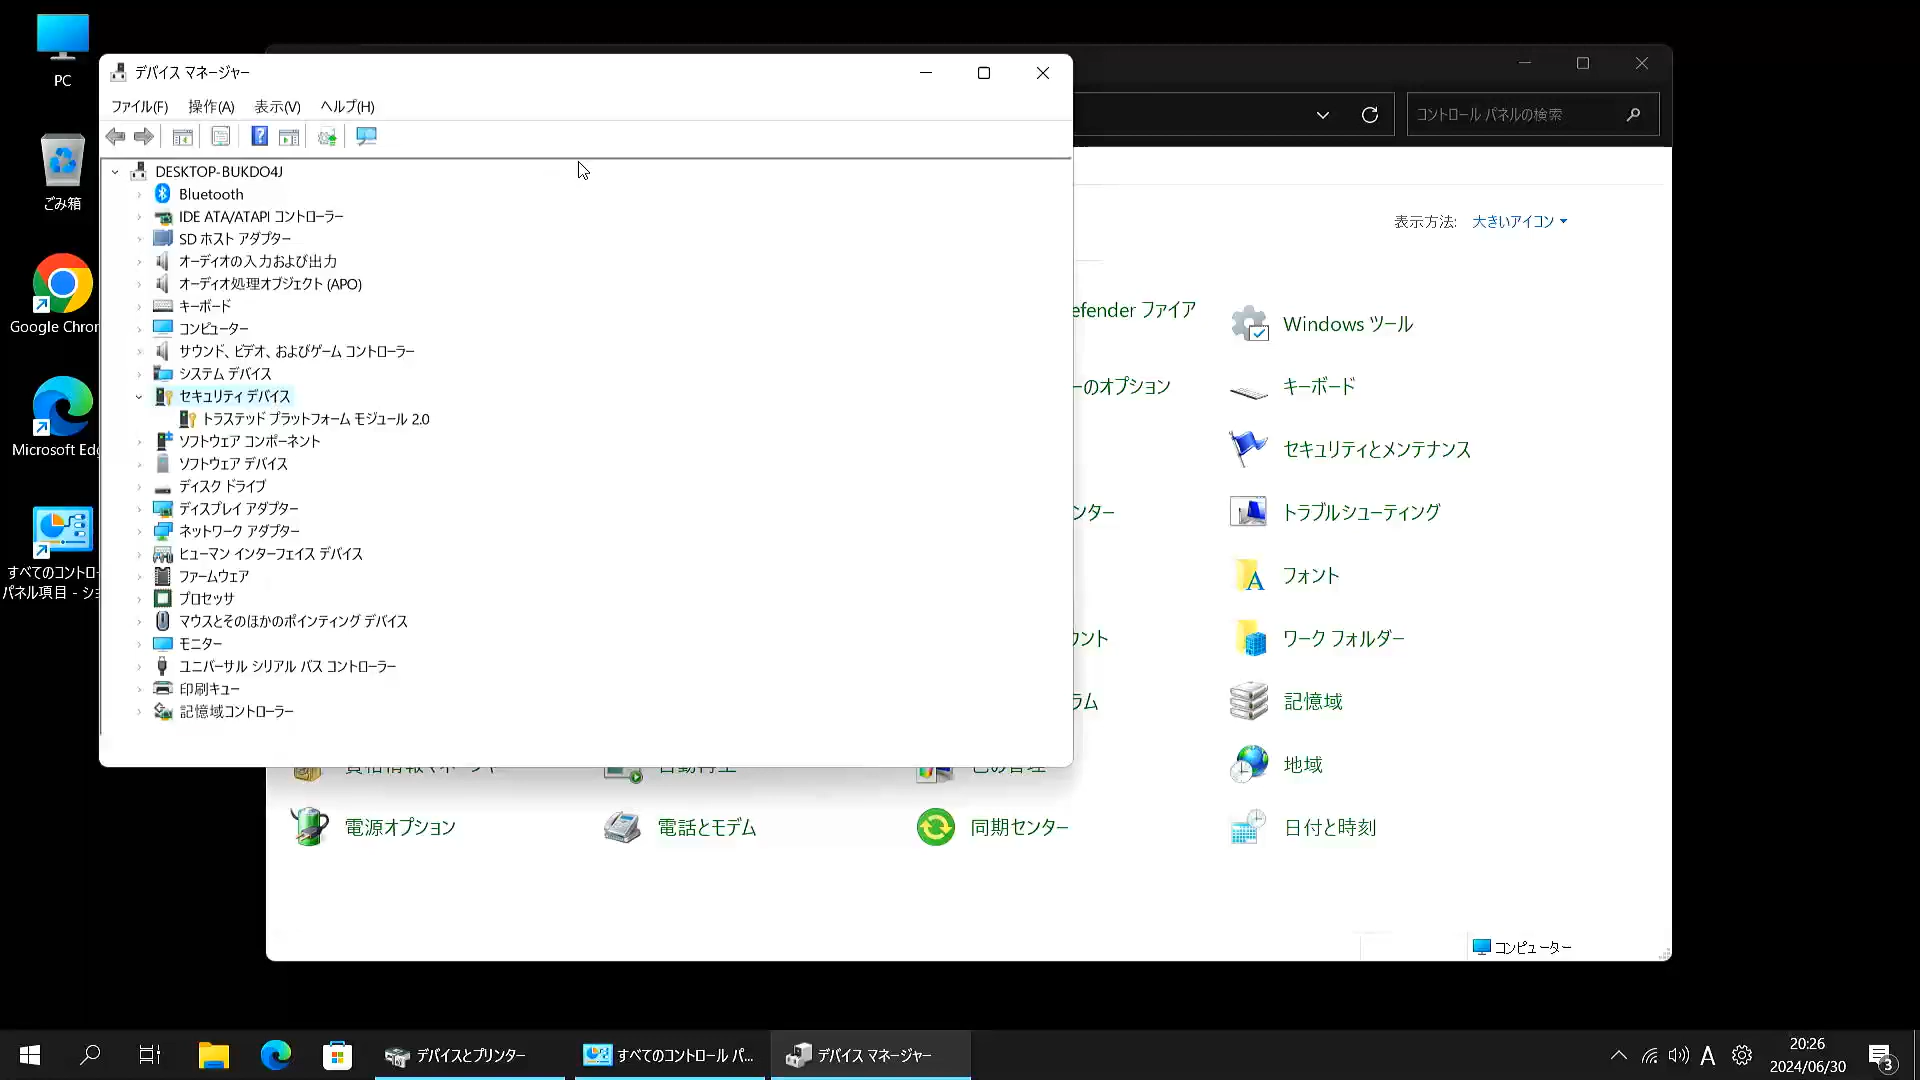 PC
ごみ箱
Google Chron
Microsoft Edg
すべてのコントロ
パネル項目 - ショ
デバイス マネージャー
ファイル(F)
操作(A)
表示(V)
ヘルプ(H)
DESKTOP-BUKDO4J
Bluetooth
IDE ATA/ATAPI コントローラー
SD ホスト アダプター
オーディオの入力および出力
オーディオ処理オブジェクト (APO)
キーボード
コンピューター
サウンド、ビデオ、およびゲーム コントローラー
システム デバイス
セキュリティ デバイス
トラステッド プラットフォーム モジュール 2.0
ソフトウェア コンポーネント
ソフトウェア デバイス
ディスク ドライブ
ディスプレイ アダプター
ネットワーク アダプター
ヒューマン インターフェイス デバイス
ファームウェア
プロセッサ
マウスとそのほかのポインティング デバイス
モニター
ユニバーサル シリアル バス コントローラー
印刷キュー
記憶域コントローラー
コントロール パネルの検索
表示方法:
大きいアイコン
efender ファイア
Windows ツール
ーのオプション
キーボード
セキュリティとメンテナンス
ンター
トラブルシューティング
フォント
ウント
ワーク フォルダー
ラム
記憶域
資格情報マネージャー
自動再生
色の管理
地域
電源オプション
電話とモデム
同期センター
日付と時刻
コンピューター
デバイスとプリンター
すべてのコントロール パ...
デバイス マネージャー
A
20:26
2024/06/30
3